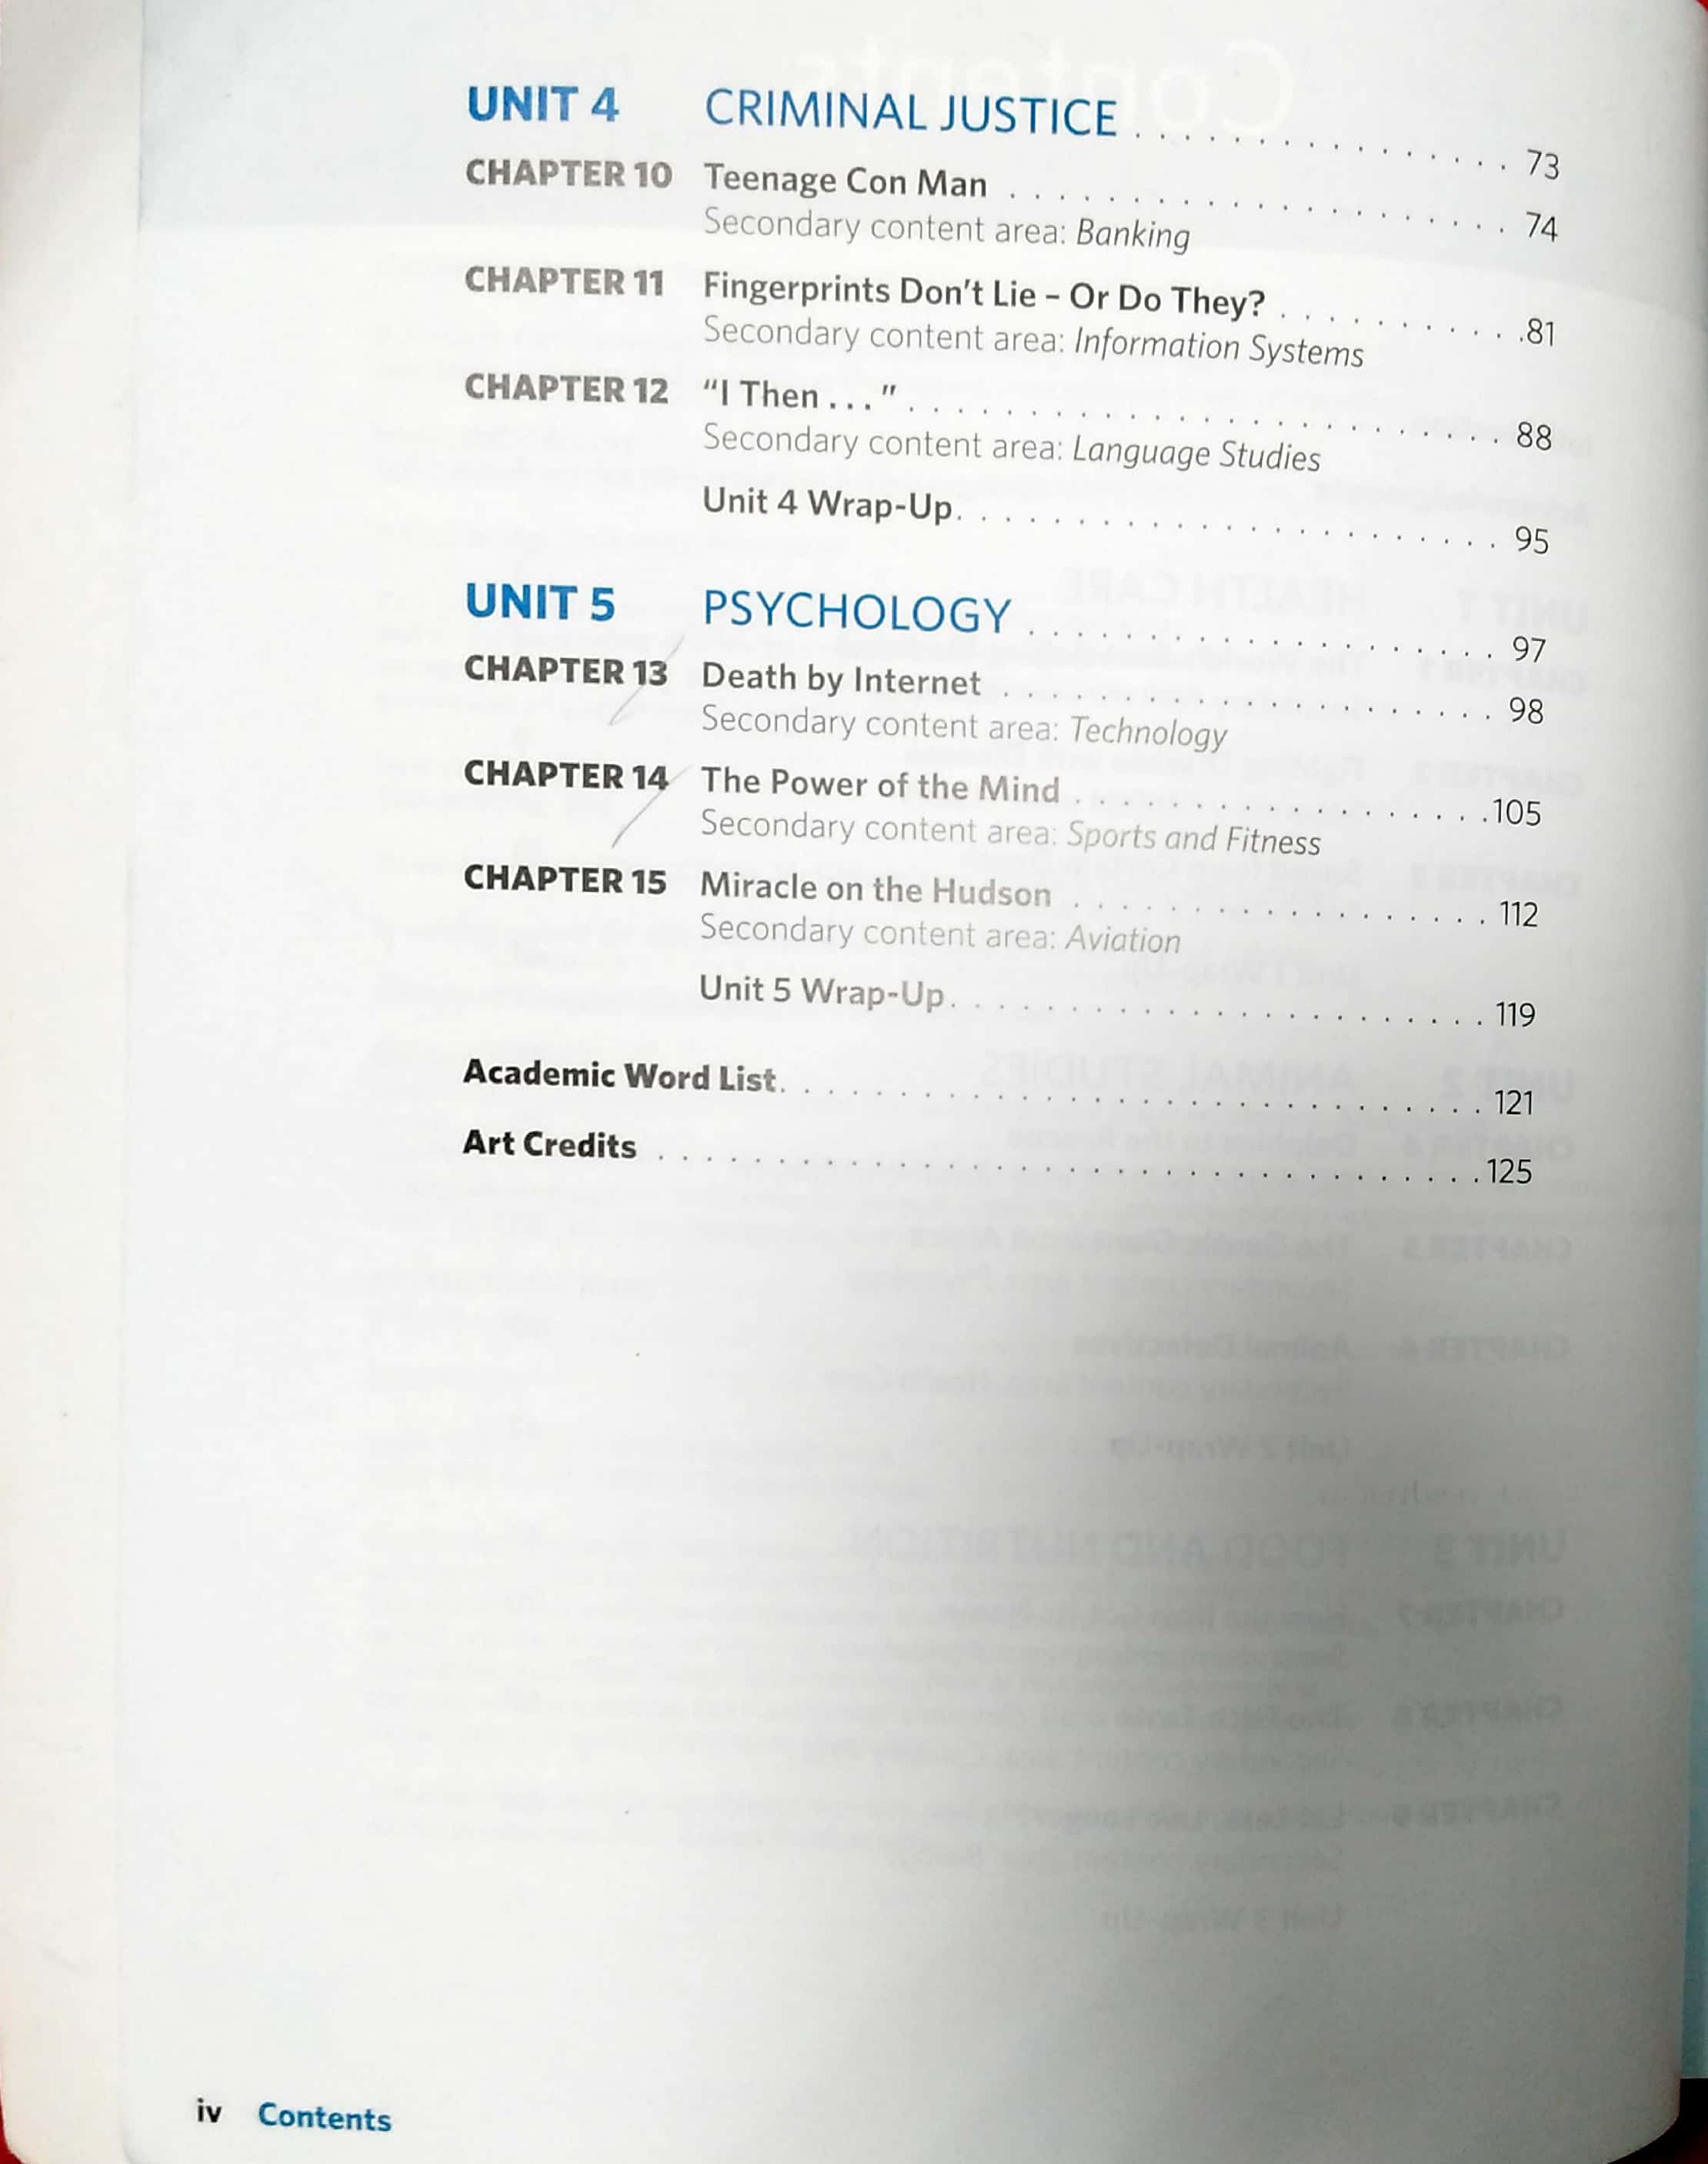 UNIT 4 CRIMINAL JUSTICE . . . . . . . . . . . . . . . . 73
CHAPTER 10 Teenage Con Man . . . . . . . . . . . . . . . . . . . . . 74
Secondary content area: Banking
CHAPTER 11 Fingerprints Don't Lie – Or Do They? . . . . . . . . . . .81
Secondary content area: Information Systems
CHAPTER 12 "I Then . . . " . . . . . . . . . . . . . . . . . . . . . . . . . 88
Secondary content area: Language Studies
Unit 4 Wrap-Up. . . . . . . . . . . . . . . . . . . . . . . 95
UNIT 5 PSYCHOLOGY . . . . . . . . . . . . . . . . . . . . 97
CHAPTER 13 Death by Internet . . . . . . . . . . . . . . . . . . . . . 98
Secondary content area: Technology
CHAPTER 14 The Power of the Mind . . . . . . . . . . . . . . . . . .105
Secondary content area: Sports and Fitness
CHAPTER 15 Miracle on the Hudson . . . . . . . . . . . . . . . . . . 112
Secondary content area: Aviation
Unit 5 Wrap-Up. . . . . . . . . . . . . . . . . . . . . . . 119
Academic Word List. . . . . . . . . . . . . . . . . . . . . . . . . . . . . . 121
Art Credits . . . . . . . . . . . . . . . . . . . . . . . . . . . . . . . . . . .125
iv Contents